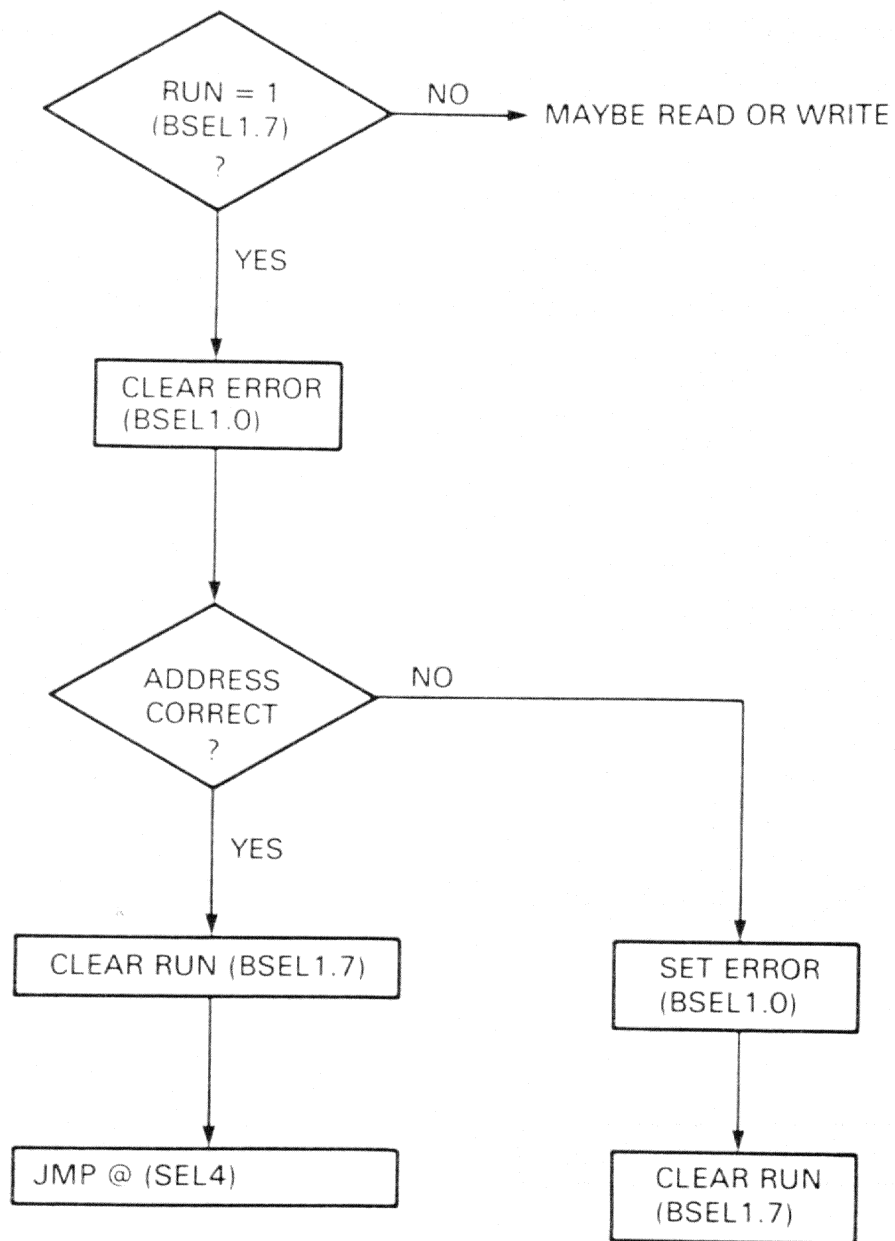 RUN = 1
(BSEL1.7)
?
NO
MAYBE READ OR WRITE
YES
CLEAR ERROR
(BSEL1.0)
ADDRESS
CORRECT
?
NO
YES
CLEAR RUN (BSEL1.7)
SET ERROR
(BSEL1.0)
JMP @ (SEL4)
CLEAR RUN
(BSEL1.7)